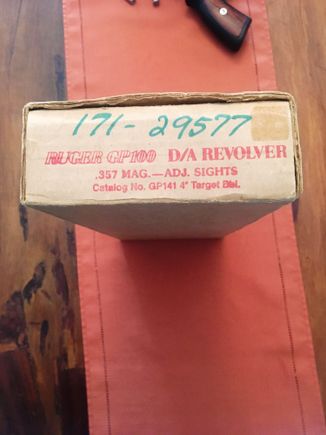 171-29577
RUGER GP100 D/A REVOLVER
.357 MAG.—ADJ. SIGHTS
Catalog No. GP141 4" Target Bbl.